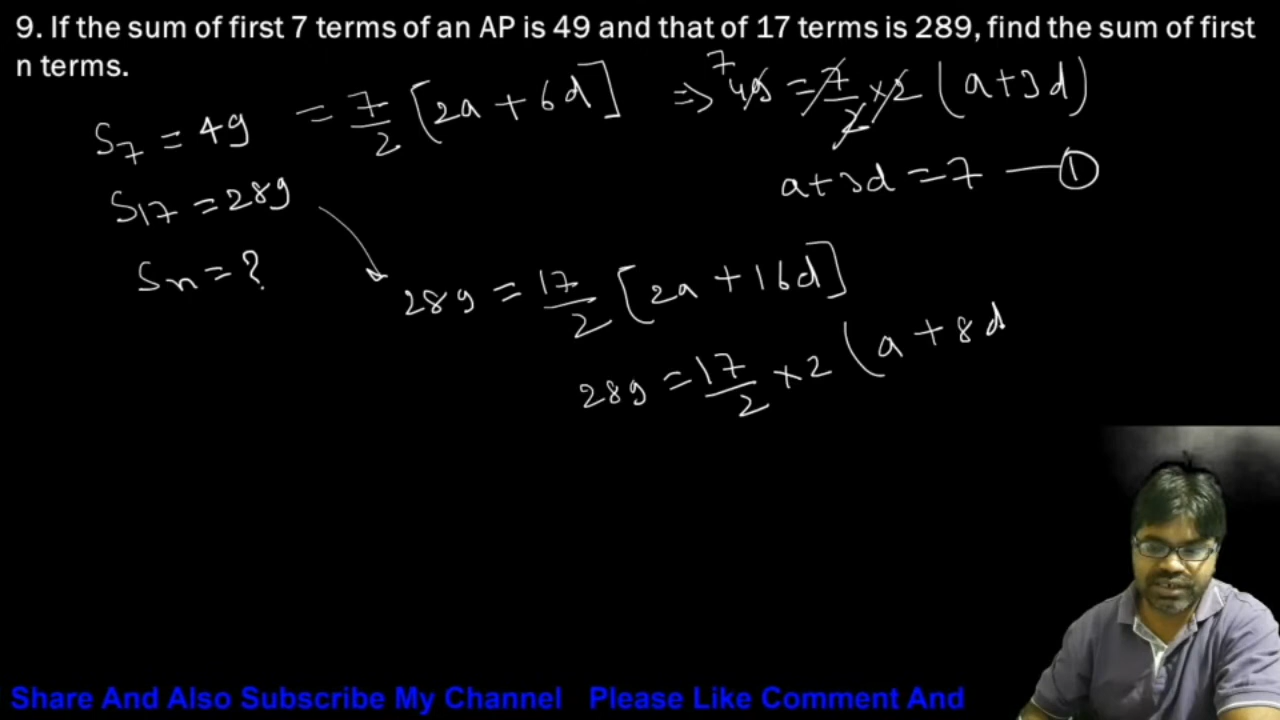 9. If the sum of first 7 terms of an AP is 49 and that of 17 terms is 289, find the sum of first
n terms.
S₇ = 49 = 7/2 [2a + 6d] ⇒ 7 49 = 7/2 × 2 (a + 3d)
a + 3d = 7 — ①
S₁₇ = 289
Sn = ?
289 = 17/2 [2a + 16d]
289 = 17/2 × 2 (a + 8d
Share And Also Subscribe My Channel Please Like Comment And